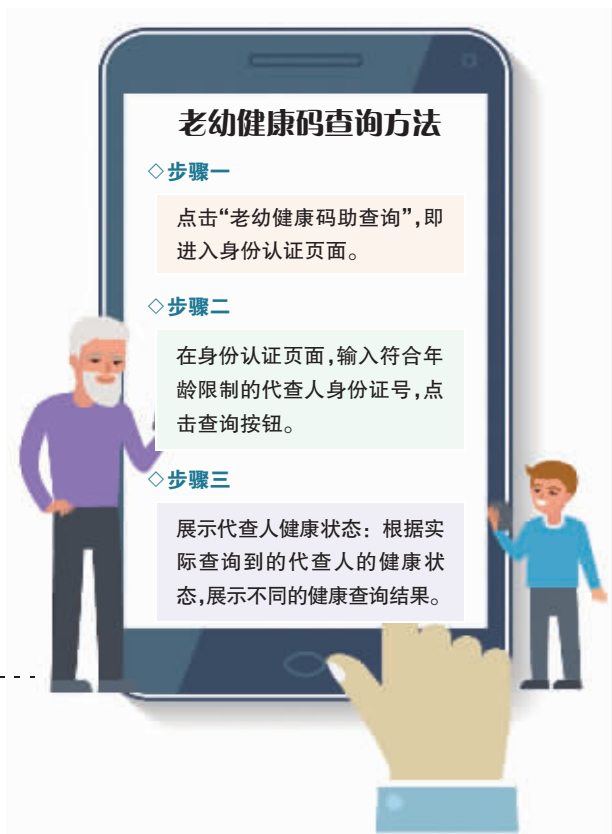 老幼健康码查询方法
◇步骤一
点击“老幼健康码助查询”，即
进入身份认证页面。
◇步骤二
在身份认证页面，输入符合年
龄限制的代查人身份证号，点
击查询按钮。
◇步骤三
展示代查人健康状态：根据实
际查询到的代查人的健康状
态，展示不同的健康查询结果。